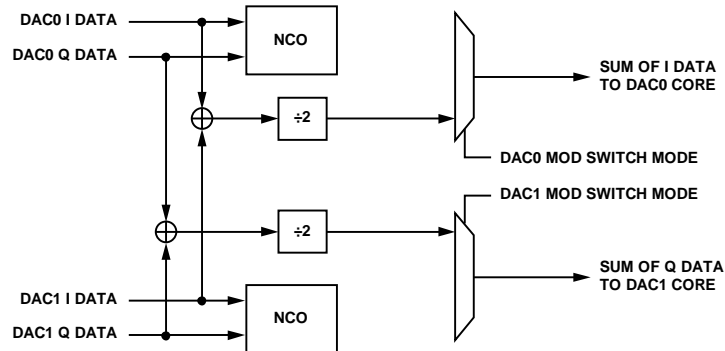 DAC0 I DATA
DAC0 Q DATA
NCO
SUM OF I DATA
TO DAC0 CORE
÷2
DAC0 MOD SWITCH MODE
DAC1 MOD SWITCH MODE
÷2
SUM OF Q DATA
TO DAC1 CORE
DAC1 I DATA
DAC1 Q DATA
NCO